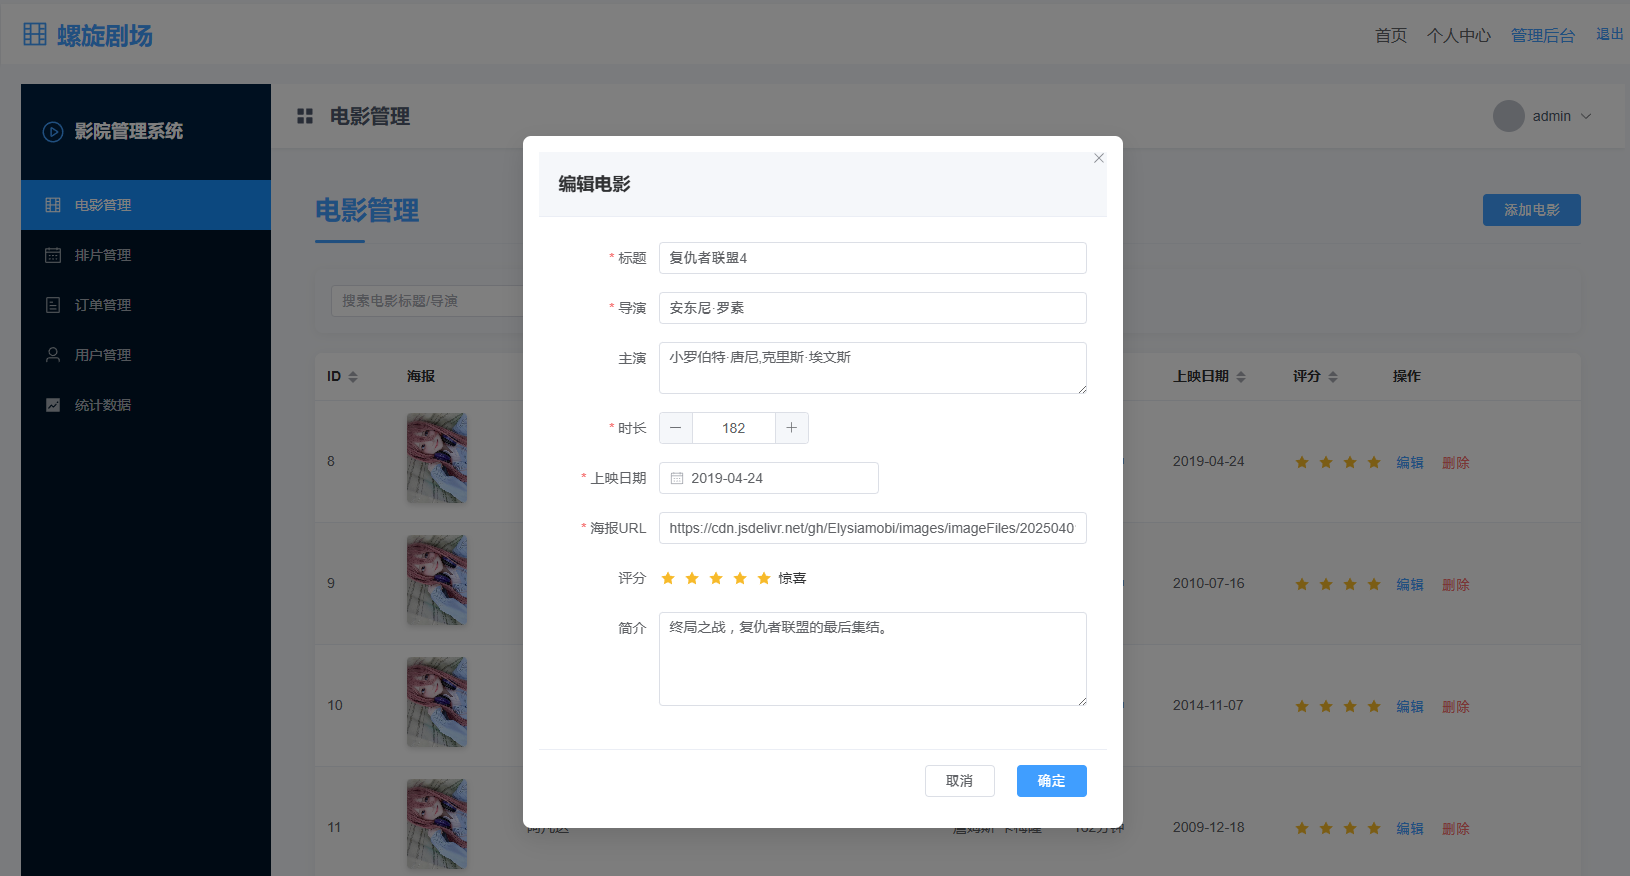 螺旋剧场
首页 个人中心 管理后台 退出
影院管理系统
电影管理
排片管理
订单管理
用户管理
统计数据
电影管理
admin
电影管理
添加电影
搜索电影标题/导演
ID 海报 上映日期 评分 操作
8 2019-04-24 编辑 删除
9 2010-07-16 编辑 删除
10 2014-11-07 编辑 删除
11 2009-12-18 编辑 删除
编辑电影
* 标题 复仇者联盟4
* 导演 安东尼·罗素
主演 小罗伯特·唐尼,克里斯·埃文斯
* 时长 182
* 上映日期 2019-04-24
* 海报URL https://cdn.jsdelivr.net/gh/Elysiamobi/images/imageFiles/2025040
评分 惊喜
简介 终局之战，复仇者联盟的最后集结。
取消 确定